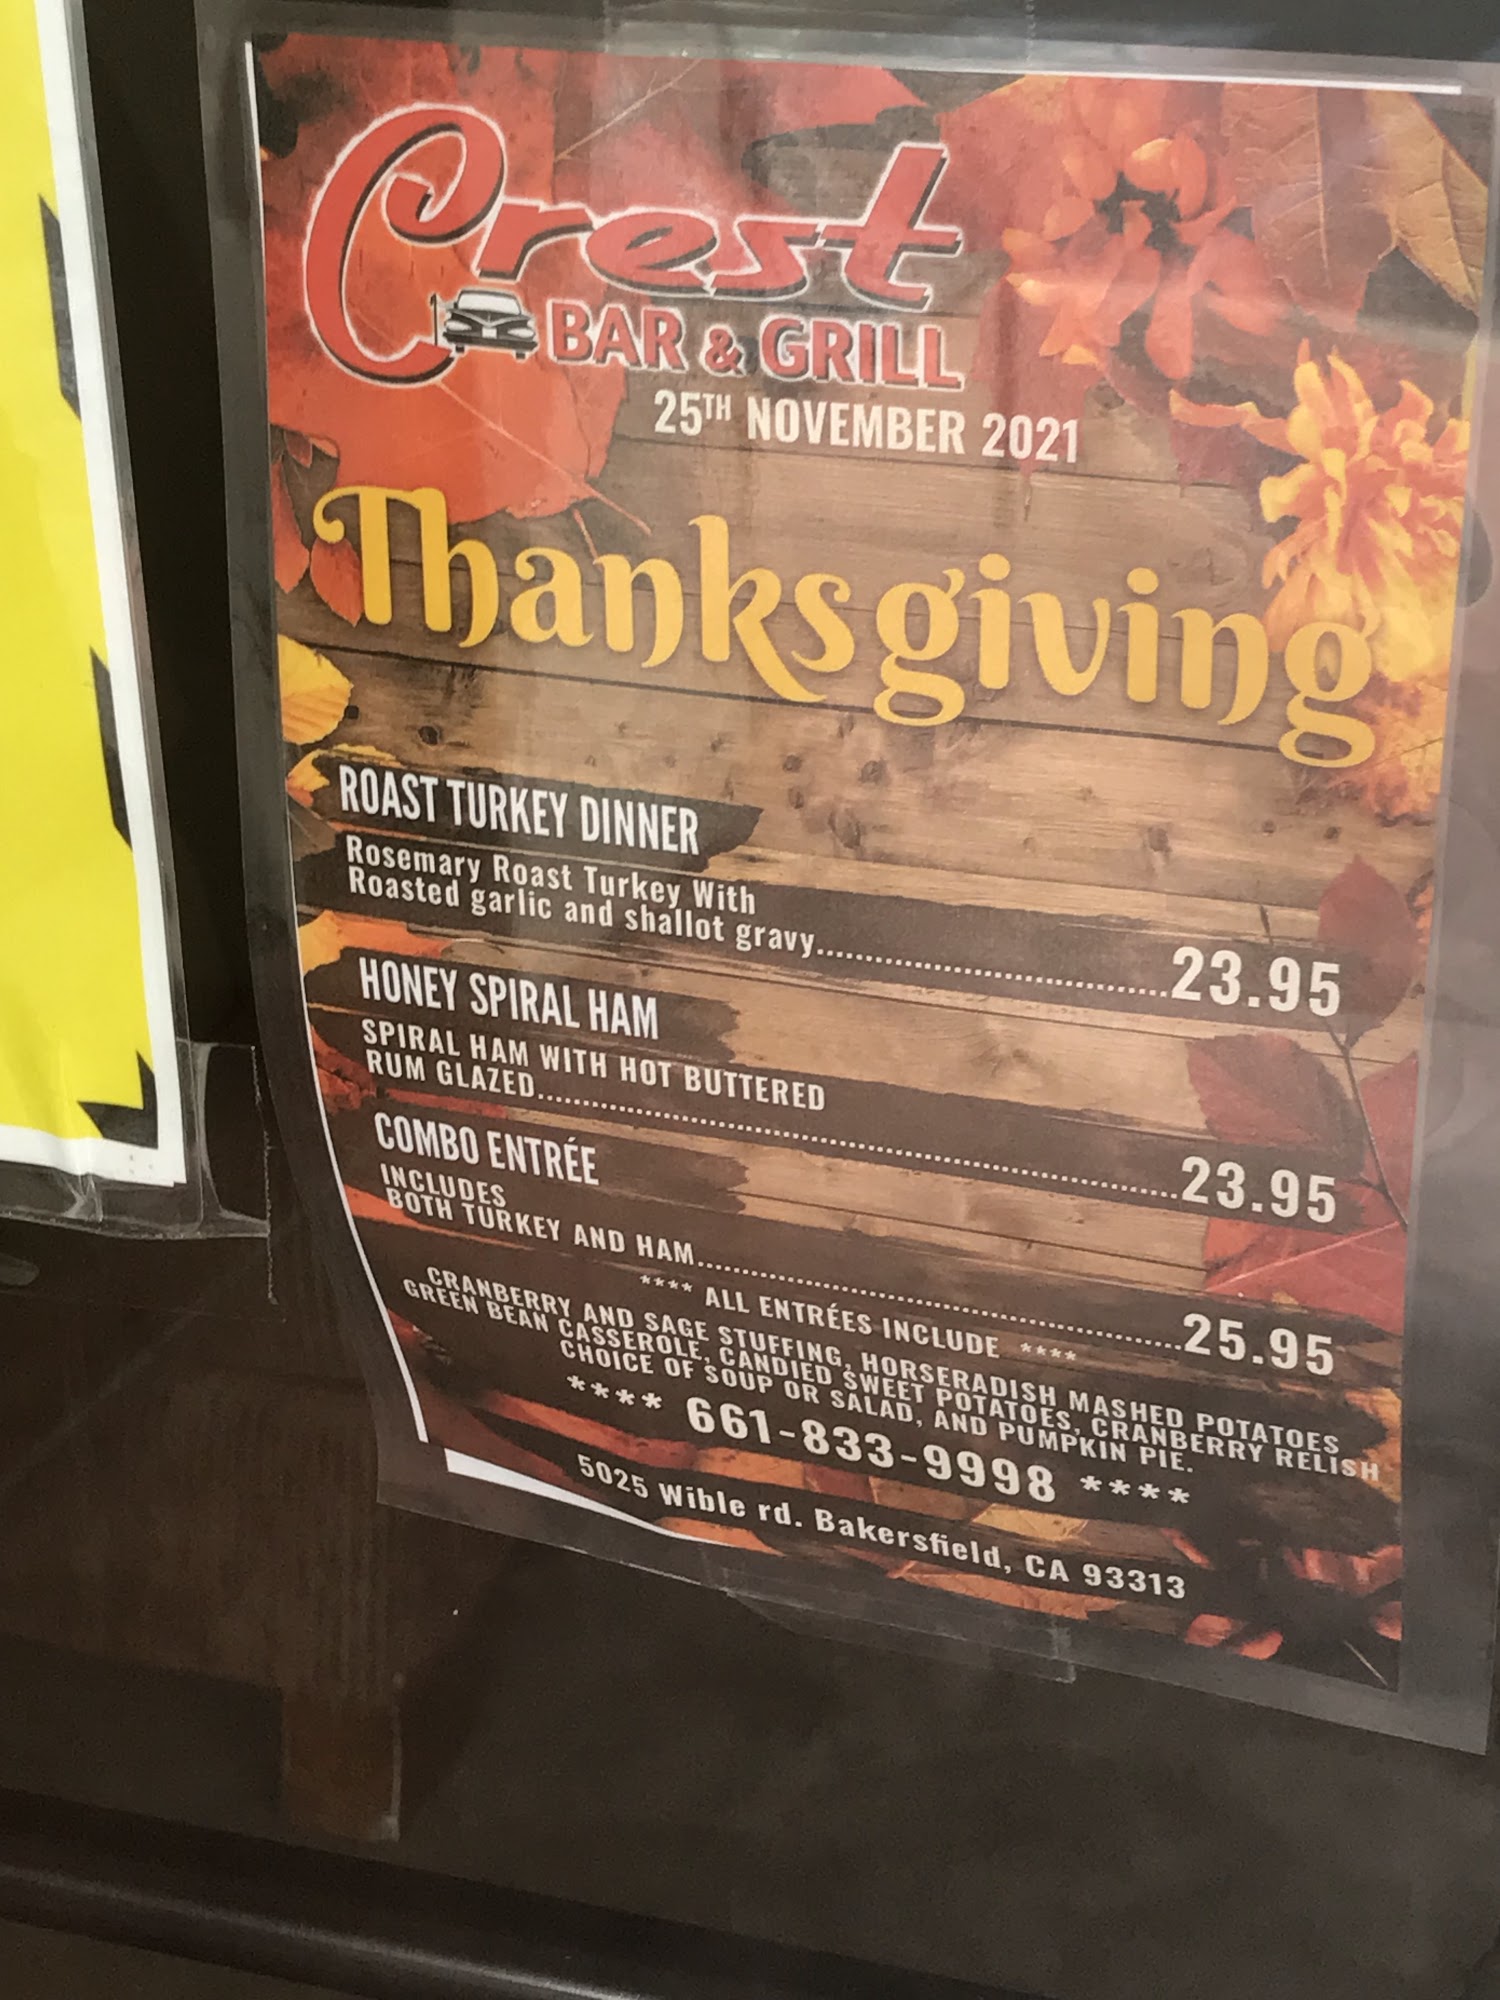 Crest
BAR & GRILL
25TH NOVEMBER 2021
Thanksgiving
ROAST TURKEY DINNER
Rosemary Roast Turkey With
Roasted garlic and shallot gravy..............................23.95
HONEY SPIRAL HAM
SPIRAL HAM WITH HOT BUTTERED
RUM GLAZED..............................23.95
COMBO ENTRÉE
INCLUDES
BOTH TURKEY AND HAM..............................25.95
**** ALL ENTRÉES INCLUDE ****
CRANBERRY AND SAGE STUFFING, HORSERADISH MASHED POTATOES
GREEN BEAN CASSEROLE, CANDIED SWEET POTATOES, CRANBERRY RELISH
CHOICE OF SOUP OR SALAD, AND PUMPKIN PIE.
**** 661-833-9998 ****
5025 Wible rd. Bakersfield, CA 93313